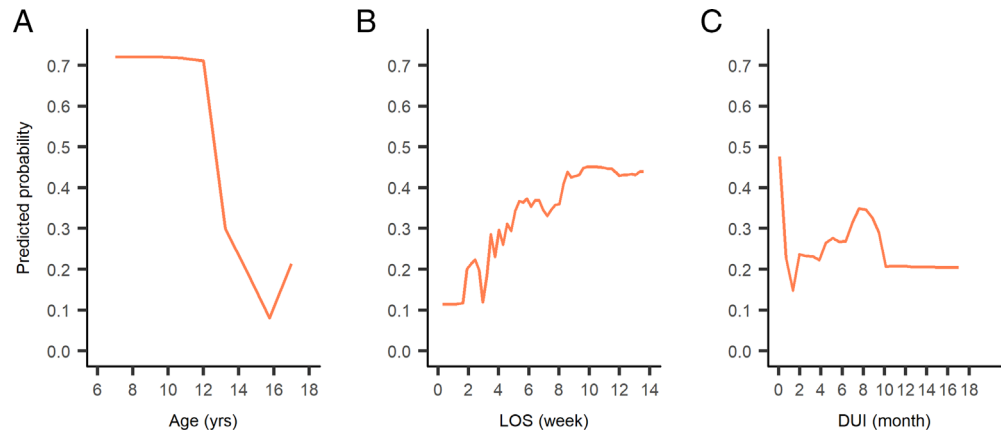 A
B
C
Predicted probability
0.7
0.6
0.5
0.4
0.3
0.2
0.1
0.0
6 8 10 12 14 16 18
Age (yrs)
0.7
0.6
0.5
0.4
0.3
0.2
0.1
0.0
0 2 4 6 8 10 12 14
LOS (week)
0.7
0.6
0.5
0.4
0.3
0.2
0.1
0.0
0 2 4 6 8 10 12 14 16 18
DUI (month)